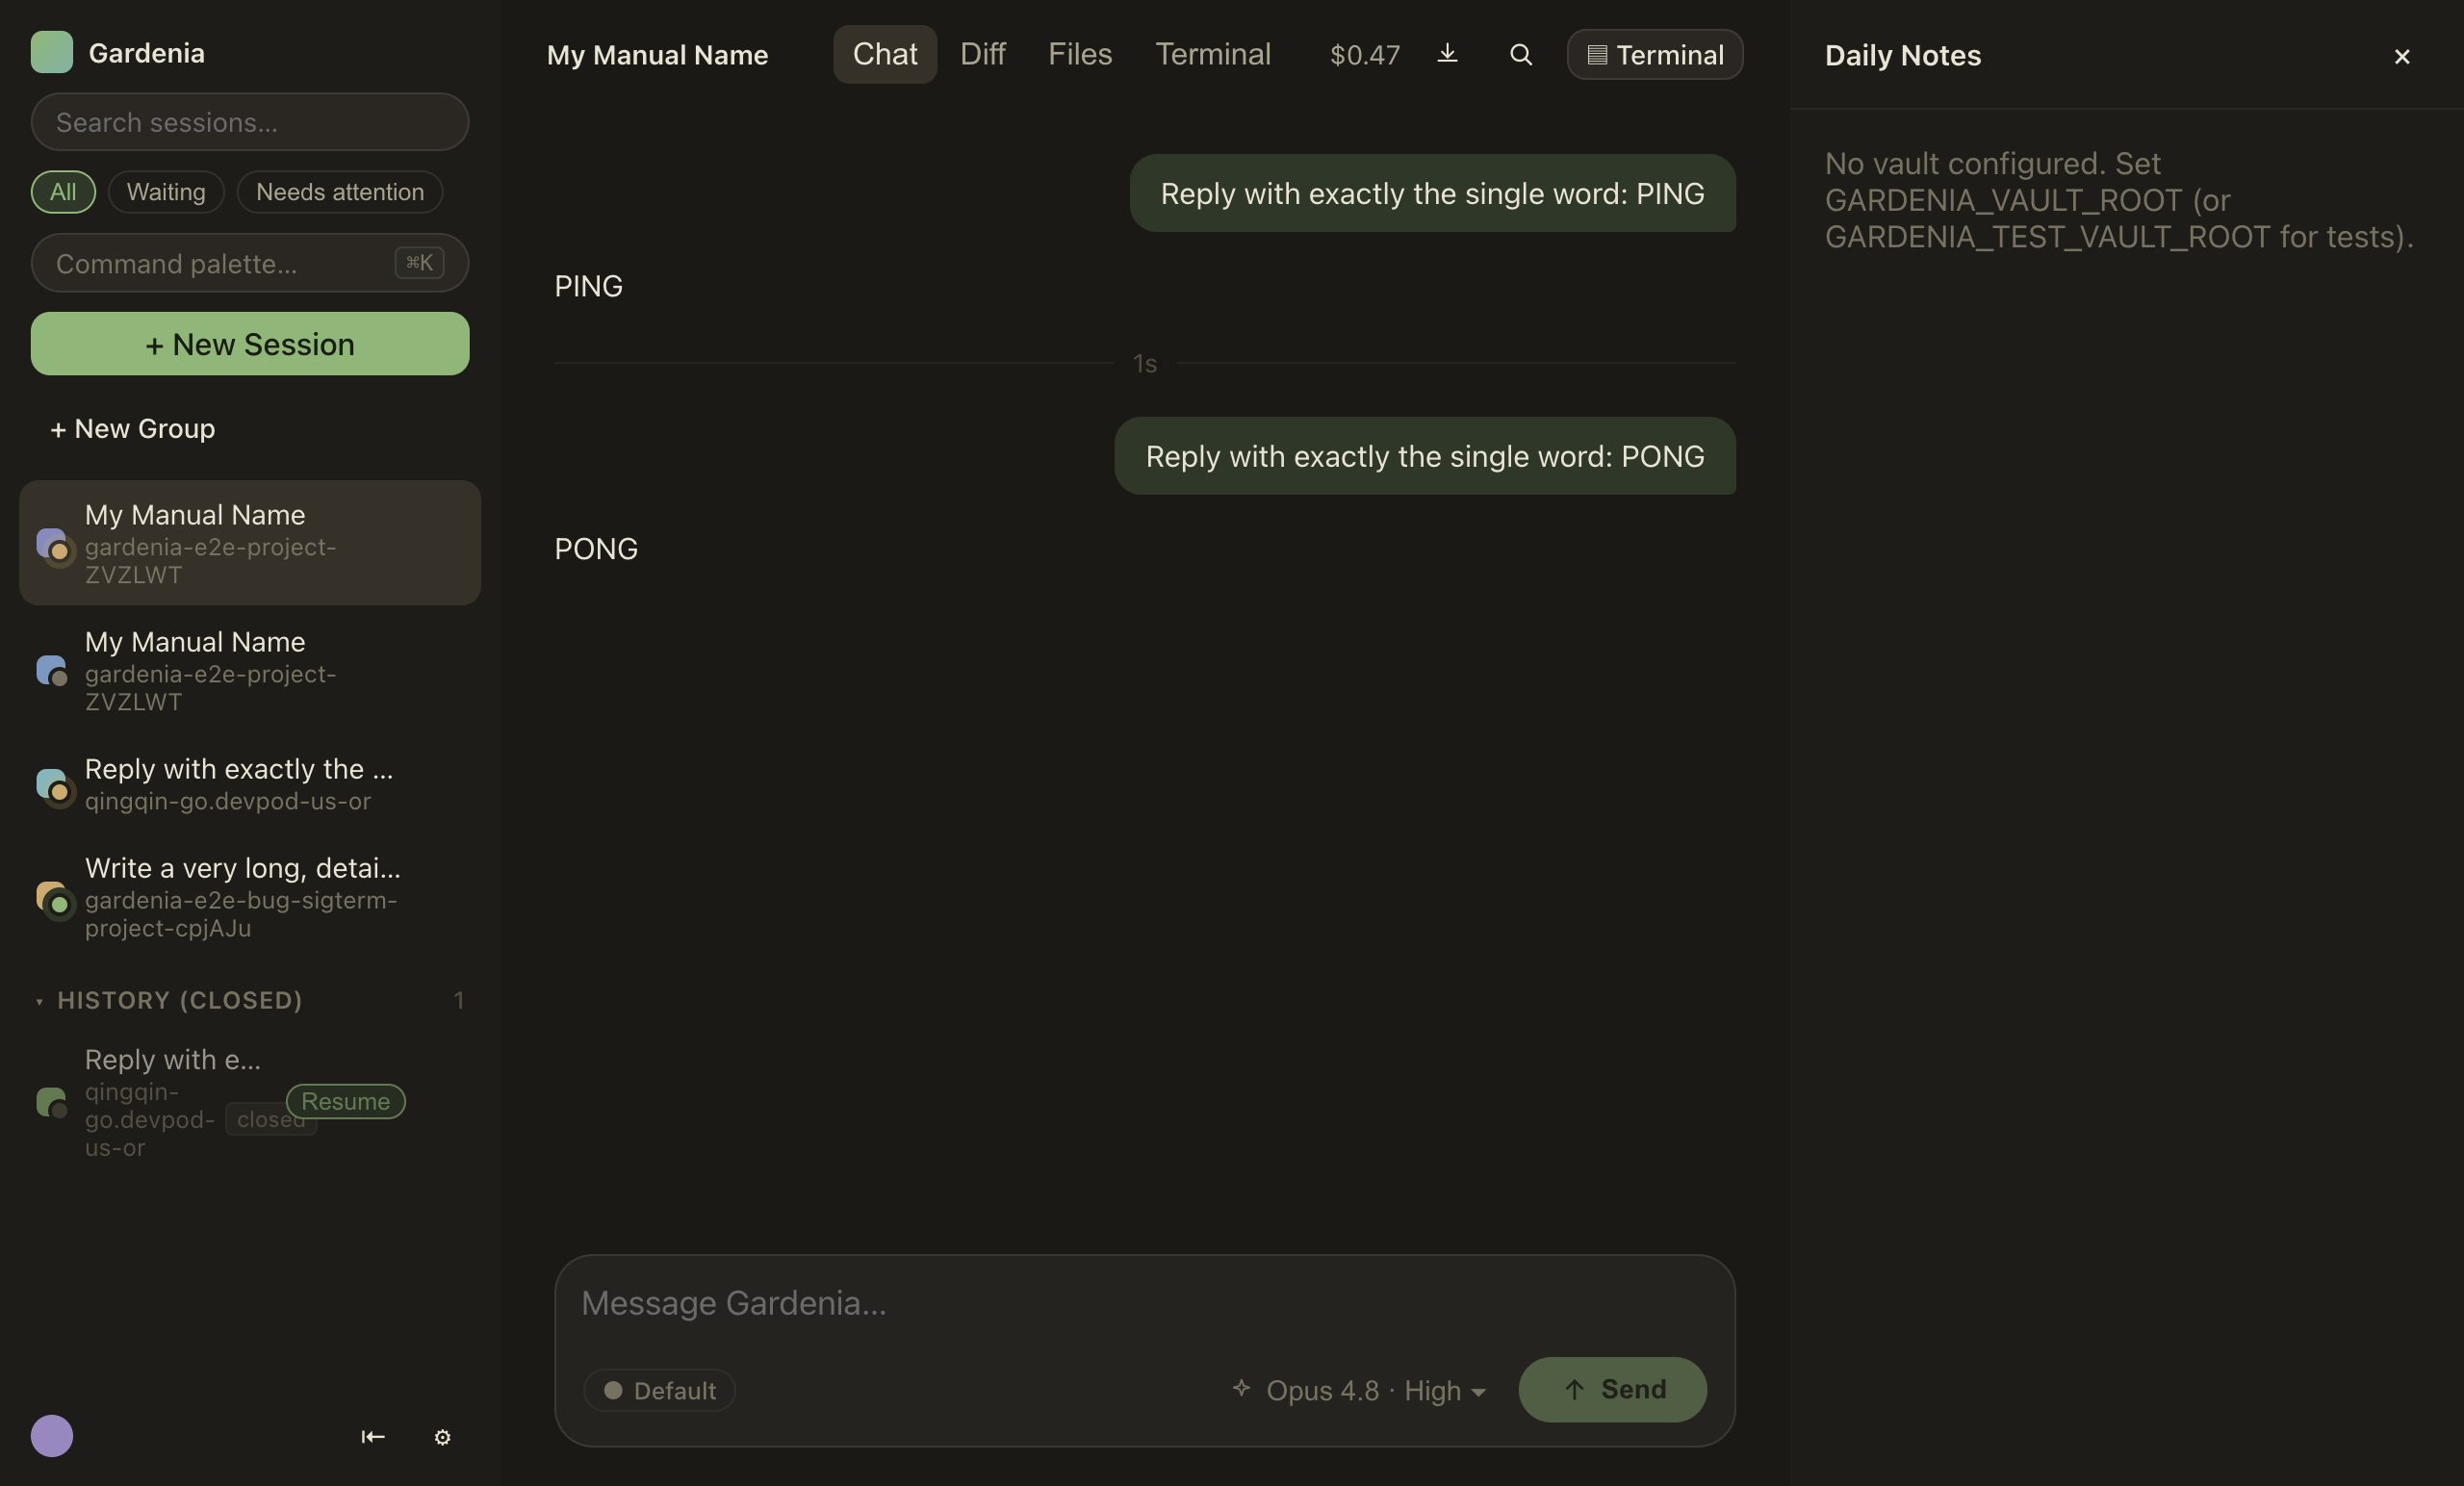 Gardenia
Search sessions...
All
Waiting
Needs attention
Command palette...
⌘K
+ New Session
+ New Group
My Manual Name
gardenia-e2e-project-
ZVZLWT
My Manual Name
gardenia-e2e-project-
ZVZLWT
Reply with exactly the ...
qingqin-go.devpod-us-or
Write a very long, detai...
gardenia-e2e-bug-sigterm-
project-cpjAJu
▾ HISTORY (CLOSED) 1
Reply with e...
qingqin-
go.devpod-
us-or
closed
Resume
My Manual Name
Chat
Diff
Files
Terminal
$0.47
Terminal
Reply with exactly the single word: PING
PING
1s
Reply with exactly the single word: PONG
PONG
Message Gardenia...
Default
Opus 4.8 · High
↑ Send
Daily Notes
×
No vault configured. Set
GARDENIA_VAULT_ROOT (or
GARDENIA_TEST_VAULT_ROOT for tests).